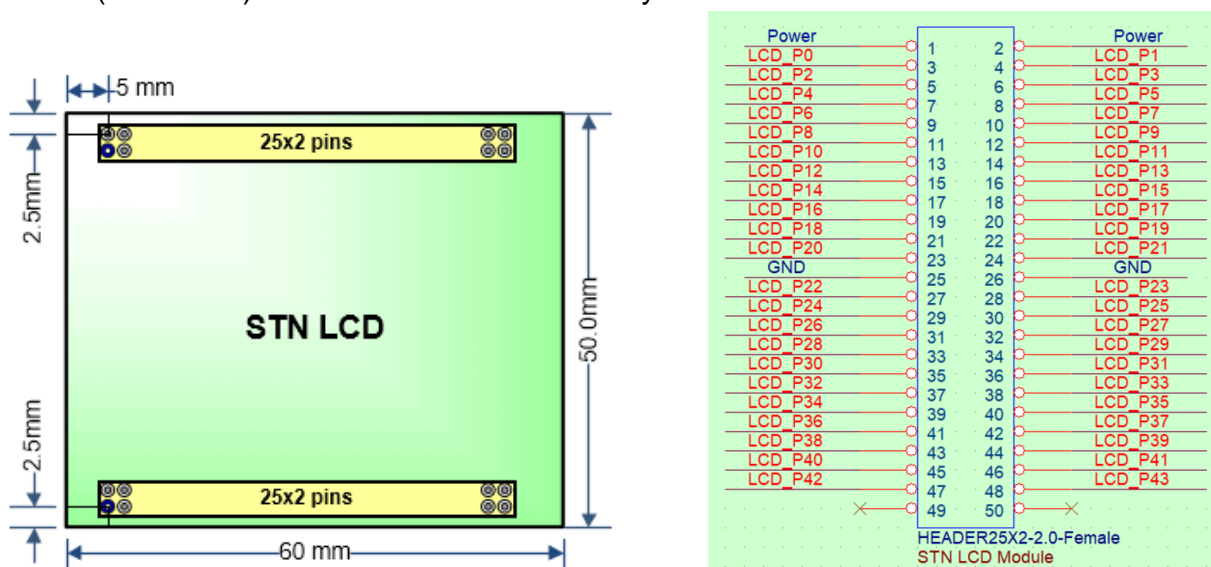 5 mm
25x2 pins
2.5mm
STN LCD
50.0mm
2.5mm
25x2 pins
60 mm
Power 1 2 Power
LCD_P0 3 4 LCD_P1
LCD_P2 5 6 LCD_P3
LCD_P4 7 8 LCD_P5
LCD_P6 9 10 LCD_P7
LCD_P8 11 12 LCD_P9
LCD_P10 13 14 LCD_P11
LCD_P12 15 16 LCD_P13
LCD_P14 17 18 LCD_P15
LCD_P16 19 20 LCD_P17
LCD_P18 21 22 LCD_P19
LCD_P20 23 24 LCD_P21
GND 25 26 GND
LCD_P22 27 28 LCD_P23
LCD_P24 29 30 LCD_P25
LCD_P26 31 32 LCD_P27
LCD_P28 33 34 LCD_P29
LCD_P30 35 36 LCD_P31
LCD_P32 37 38 LCD_P33
LCD_P34 39 40 LCD_P35
LCD_P36 41 42 LCD_P37
LCD_P38 43 44 LCD_P39
LCD_P40 45 46 LCD_P41
LCD_P42 47 48 LCD_P43
49 50
HEADER25X2-2.0-Female
STN LCD Module